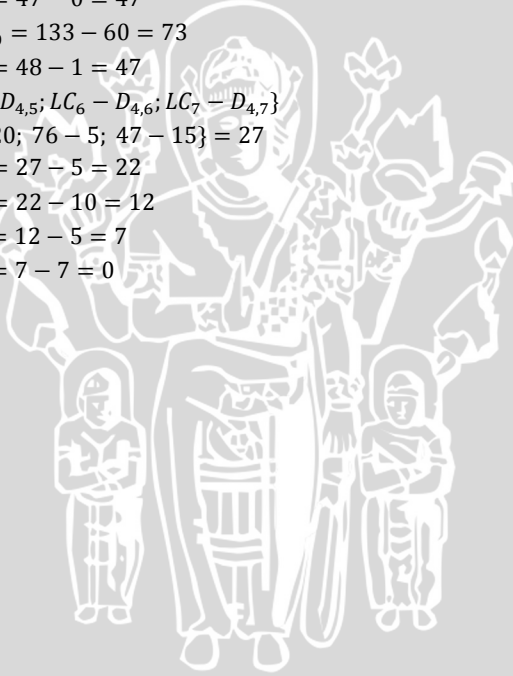 = 47 − 0 = 47
= 133 − 60 = 73
= 48 − 1 = 47
D₄,₅; LC₆ − D₄,₆; LC₇ − D₄,₇}
20; 76 − 5; 47 − 15} = 27
= 27 − 5 = 22
= 22 − 10 = 12
= 12 − 5 = 7
= 7 − 7 = 0